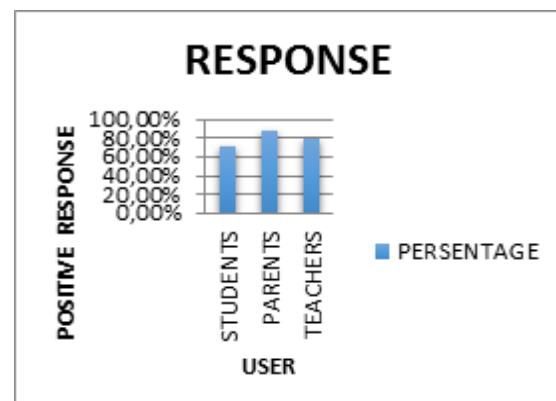 RESPONSE
POSITIVE RESPONSE
100,00%
80,00%
60,00%
40,00%
20,00%
0,00%
STUDENTS
PARENTS
TEACHERS
USER
PERSENTAGE